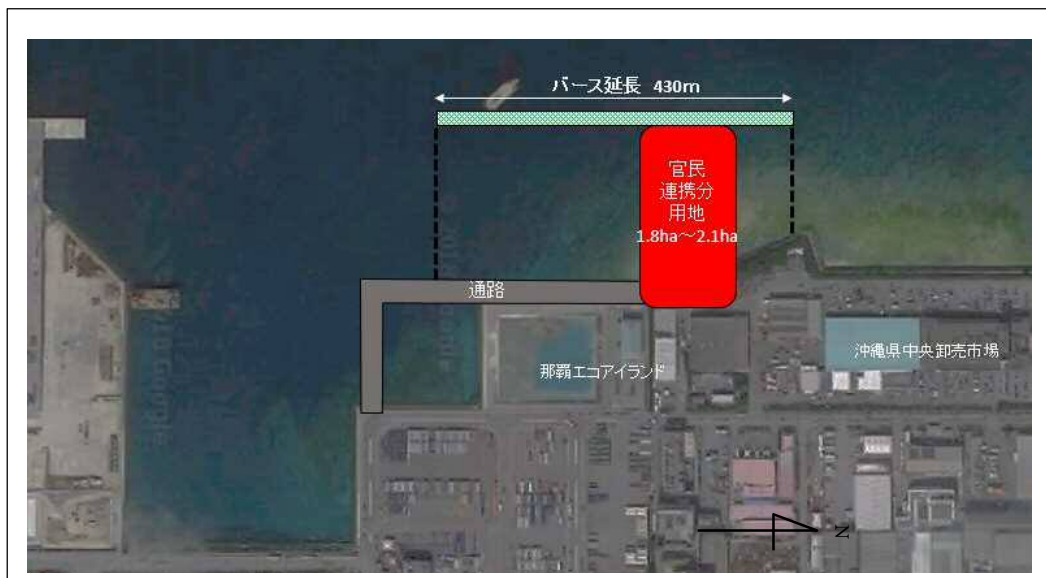 バース延長 430m
官民
連携分
用地
1.8ha～2.1ha
通路
沖縄県中央卸売市場
那覇エコアイランド
N